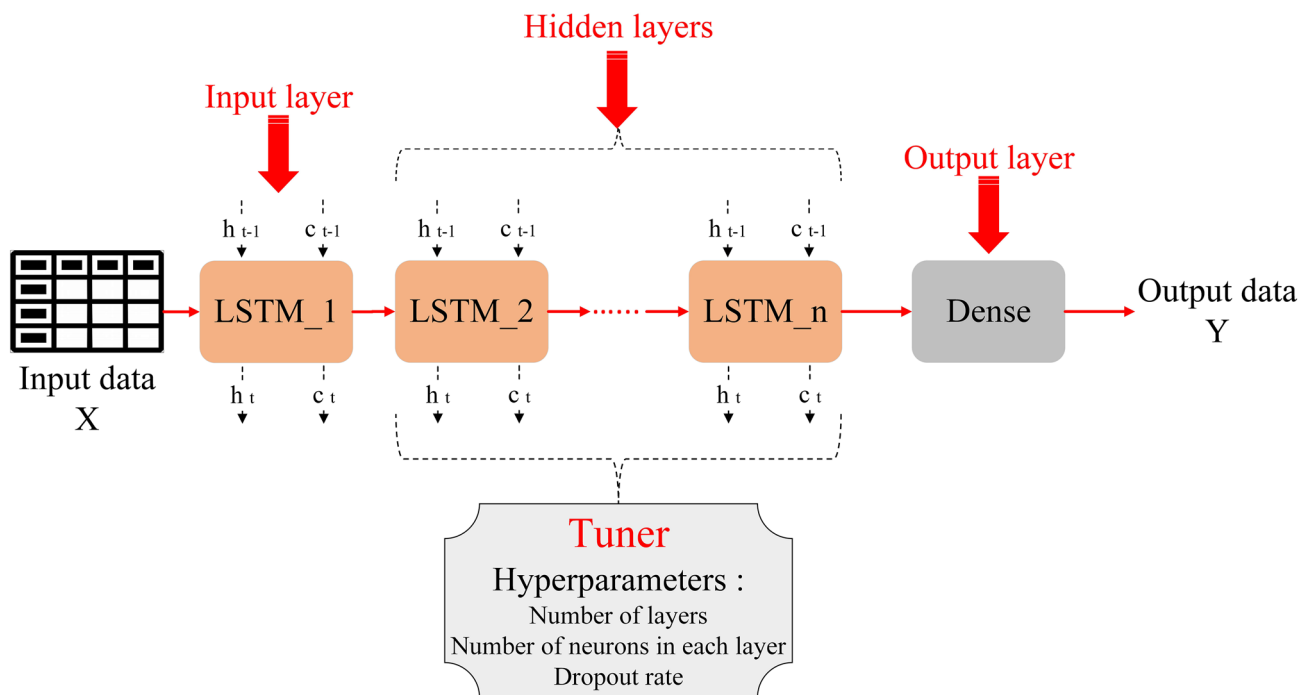 Hidden layers
Input layer
Output layer
h t-1
c t-1
h t-1
c t-1
h t-1
c t-1
LSTM_1
LSTM_2
......
LSTM_n
Dense
Output data
Y
Input data
X
h t
c t
h t
c t
h t
c t
Tuner
Hyperparameters :
Number of layers
Number of neurons in each layer
Dropout rate